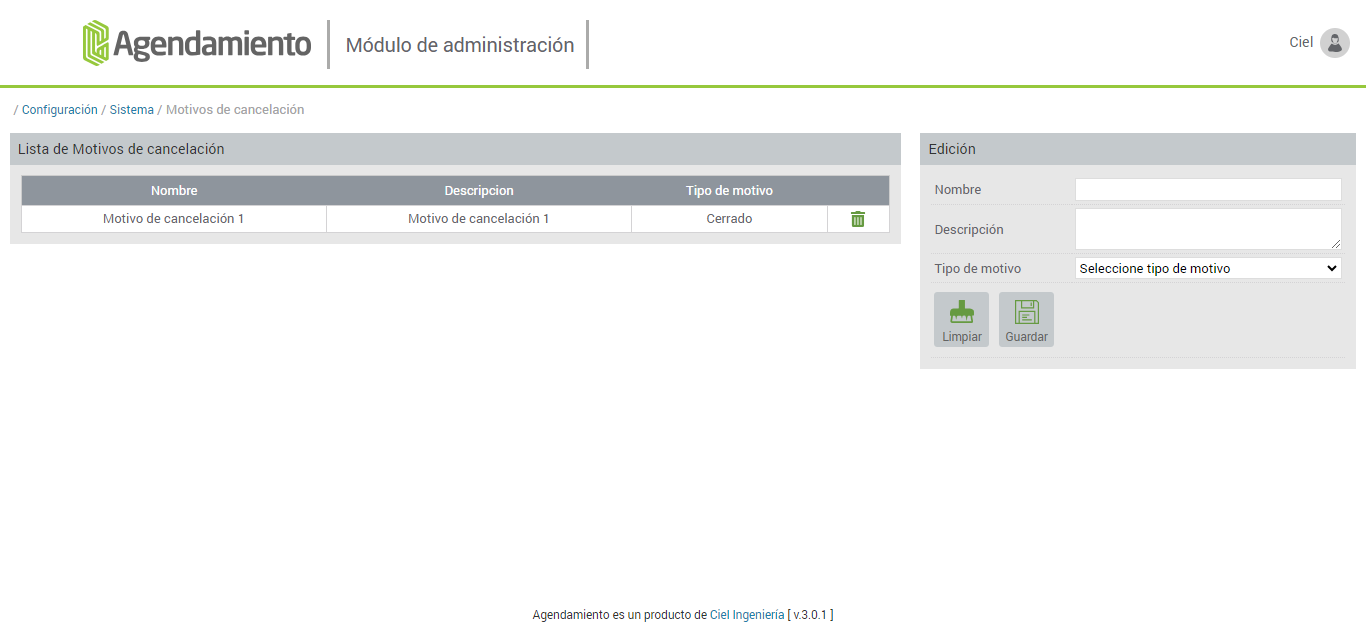 Agendamiento
Módulo de administración
Ciel
/ Configuración / Sistema / Motivos de cancelación
Lista de Motivos de cancelación
Nombre Descripcion Tipo de motivo
Motivo de cancelación 1 Motivo de cancelación 1 Cerrado
Edición
Nombre
Descripción
Tipo de motivo Seleccione tipo de motivo
Limpiar Guardar
Agendamiento es un producto de Ciel Ingeniería [ v.3.0.1 ]